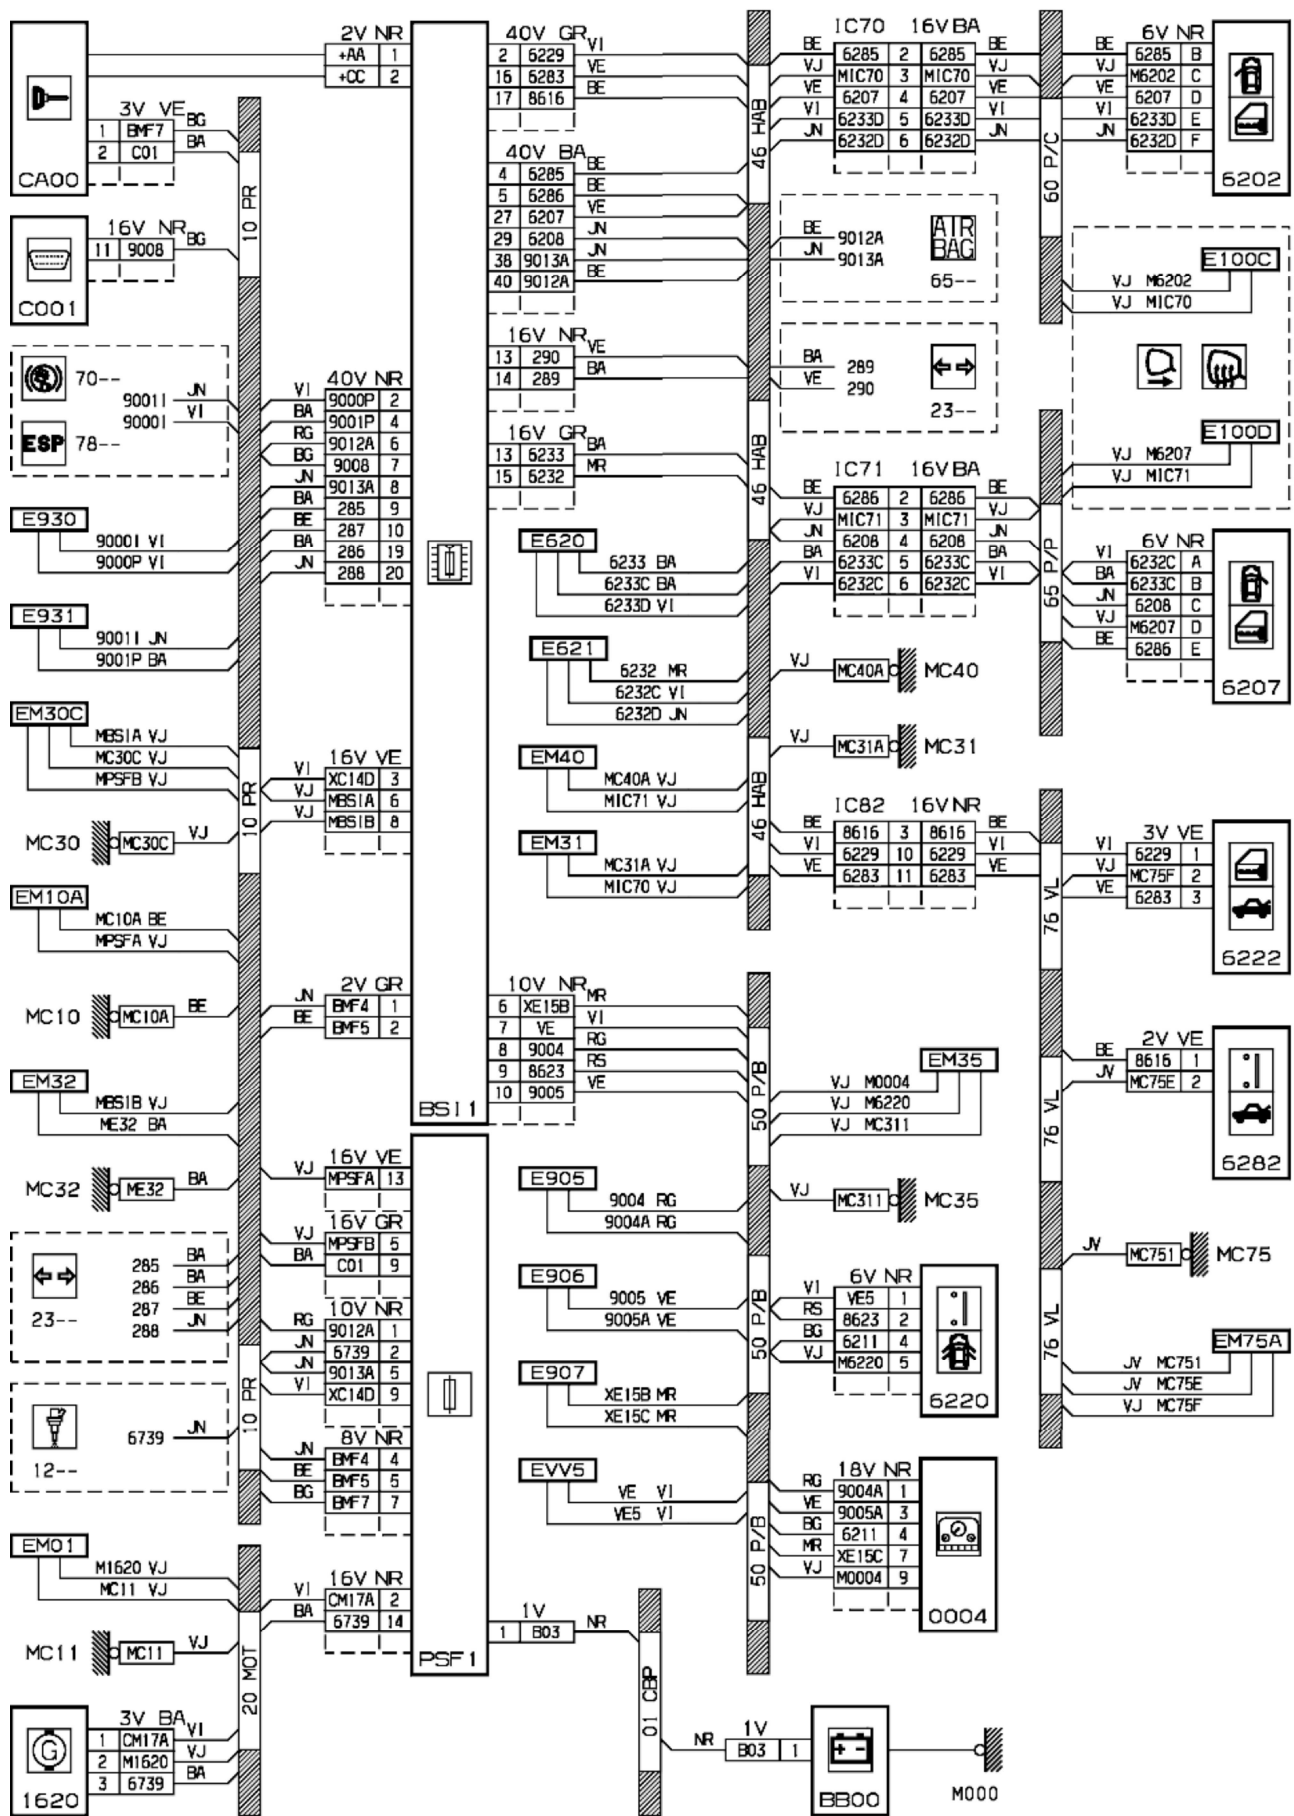 CA00
3V VE
1 BMF7 BG
2 C01 BA
2V NR
+AA 1
+CC 2
10 PR
C001
16V NR
11 9008 BG
70--
ESP 78--
9001I JN
9000I VI
40V NR
VI 9000P 2
BA 9001P 4
RG 9012A 6
BG 9008 7
JN 9013A 8
BA 285 9
BE 287 10
BA 286 19
JN 288 20
E930
9000I VI
9000P VI
E931
9001I JN
9001P BA
EM30C
MBSIA VJ
MC30C VJ
MPSFB VJ
MC30 MC30C VJ
10 PR
16V VE
VI XC14D 3
VJ MBSIA 6
VJ MBSIB 8
EM10A
MC10A BE
MPSFA VJ
MC10 MC10A BE
2V GR
JN BMF4 1
BE BMF5 2
EM32
MBSIB VJ
ME32 BA
MC32 ME32 BA
BSI1
16V VE
VJ MPSFA 13
16V GR
VJ MPSFB 5
BA C01 9
23--
285 BA
286 BA
287 BE
288 JN
10V NR
RG 9012A 1
JN 6739 2
JN 9013A 5
VI XC14D 9
10 PR
12--
6739 JN
8V NR
JN BMF4 4
BE BMF5 5
BG BMF7 7
EM01
M1620 VJ
MC11 VJ
MC11 MC11 VJ
20 MOT
16V NR
VI CM17A 2
BA 6739 14
PSF1
1620
3V BA
1 CM17A VI
2 M1620 VJ
3 6739 BA
40V GR
2 6229 VI
16 6283 VE
17 8616 BE
40V BA
4 6285 BE
5 6286 BE
27 6207 VE
29 6208 JN
38 9013A JN
40 9012A BE
16V NR
13 290 VE
14 289 BA
16V GR
13 6233 BA
15 6232 MR
E620
6233 BA
6233C BA
6233D VI
E621
6232 MR
6232C VI
6232D JN
EM40
MC40A VJ
MIC71 VJ
EM31
MC31A VJ
MIC70 VJ
46 HAB
46 HAB
46 HAB
10V NR
6 XE15B MR
7 VE VI
8 9004 RG
9 8623 RS
10 9005 VE
E905
9004 RG
9004A RG
E906
9005 VE
9005A VE
E907
XE15B MR
XE15C MR
EVV5
VE VI
VE5 VI
50 P/B
50 P/B
50 P/B
1V
1 B03 NR
01 CBP
NR
1V
B03 1
BB00
M000
IC70 16V BA
BE 6285 2 6285 BE
VJ MIC70 3 MIC70 VJ
VE 6207 4 6207 VE
VI 6233D 5 6233D VI
JN 6232D 6 6232D JN
BE 9012A
JN 9013A
AIR BAG
65--
BA 289
VE 290
23--
IC71 16V BA
BE 6286 2 6286 BE
VJ MIC71 3 MIC71 VJ
JN 6208 4 6208 JN
BA 6233C 5 6233C BA
VI 6232C 6 6232C VI
VJ MC40A MC40
VJ MC31A MC31
IC82 16V NR
BE 8616 3 8616 BE
VI 6229 10 6229 VI
VE 6283 11 6283 VE
EM35
VJ M0004
VJ M6220
VJ MC311
VJ MC311 MC35
6V NR
VI VE5 1
RS 8623 2
BG 6211 4
VJ M6220 5
6220
18V NR
RG 9004A 1
VE 9005A 3
BG 6211 4
MR XE15C 7
VJ M0004 9
0004
60 P/C
6V NR
BE 6285 B
VJ M6202 C
VE 6207 D
VI 6233D E
JN 6232D F
6202
E100C
VJ M6202
VJ MIC70
E100D
VJ M6207
VJ MIC71
65 P/P
6V NR
VI 6232C A
BA 6233C B
JN 6208 C
VJ M6207 D
BE 6286 E
6207
76 VL
3V VE
VI 6229 1
VJ MC75F 2
VE 6283 3
6222
76 VL
2V VE
BE 8616 1
JV MC75E 2
6282
JV MC751 MC75
76 VL
EM75A
JV MC751
JV MC75E
VJ MC75F